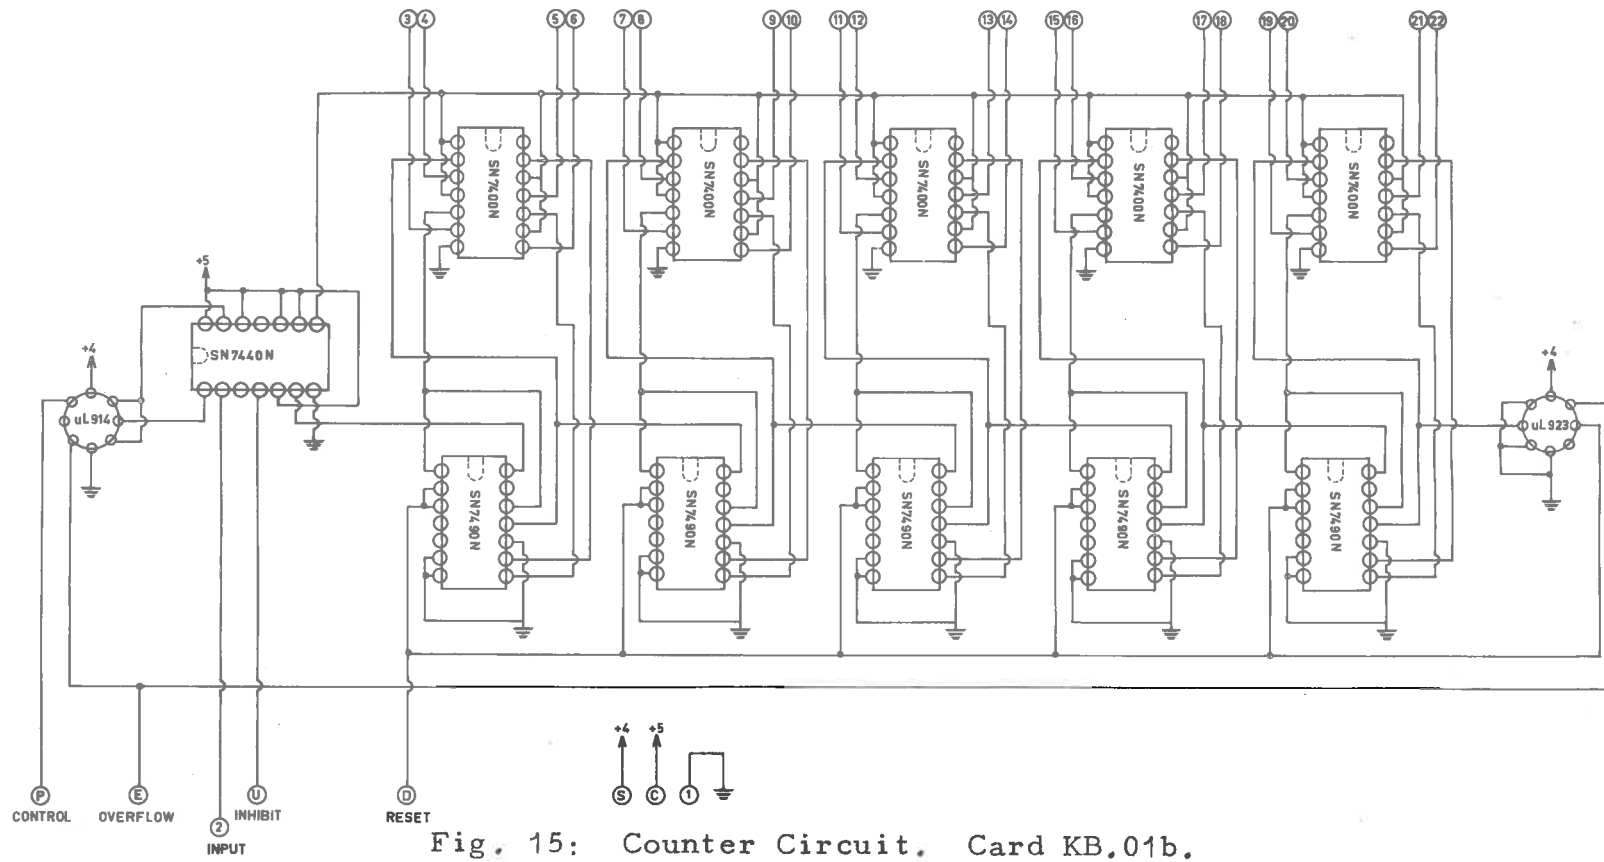 3 4 5 6 7 8 9 10 11 12 13 14 15 16 17 18 19 20 21 22
SN7400N SN7400N SN7400N SN7400N SN7400N
+5
SN7440N
+4
uL914
+4
uL923
SN7490N SN7490N SN7490N SN7490N SN7490N
+4 +5
P E U D S C 1
CONTROL OVERFLOW INHIBIT RESET
2
INPUT
Fig. 15: Counter Circuit. Card KB.01b.